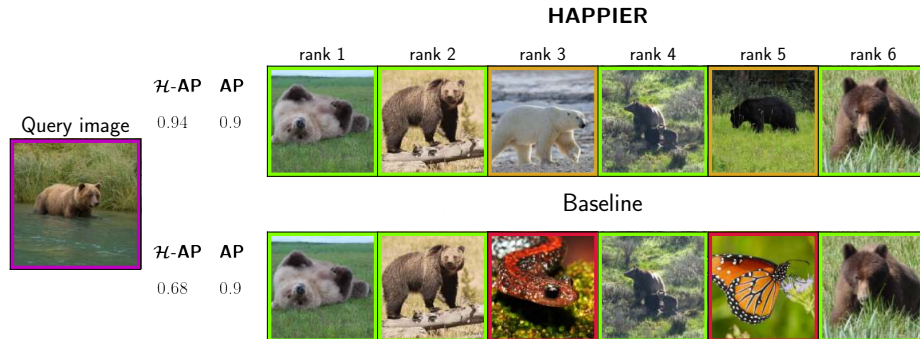 HAPPIER
rank 1 rank 2 rank 3 rank 4 rank 5 rank 6
ℋ-AP AP
0.94 0.9
Query image
Baseline
ℋ-AP AP
0.68 0.9